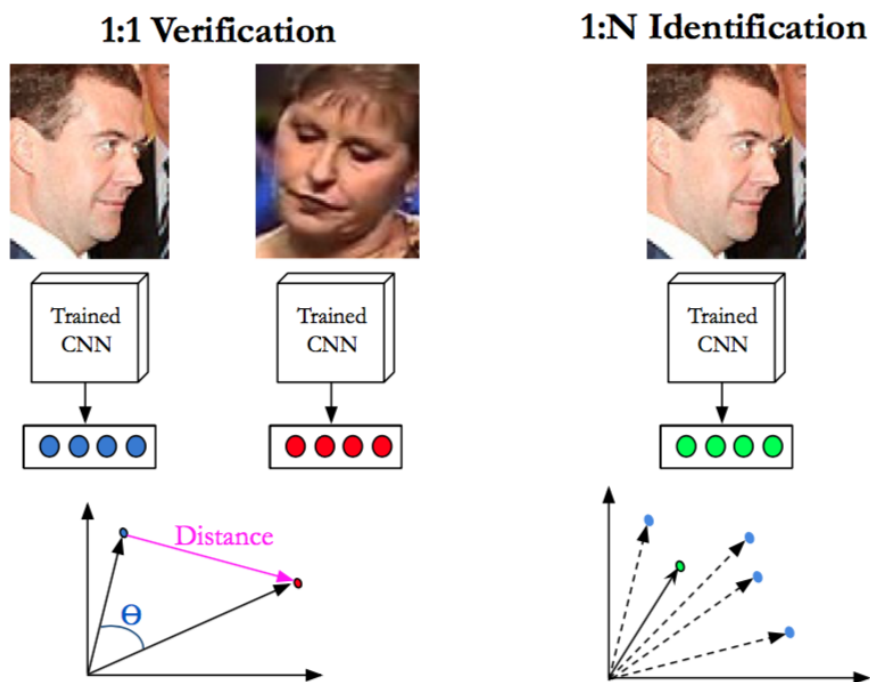 1:1 Verification
1:N Identification
Trained
CNN
Trained
CNN
Trained
CNN
Distance
Θ